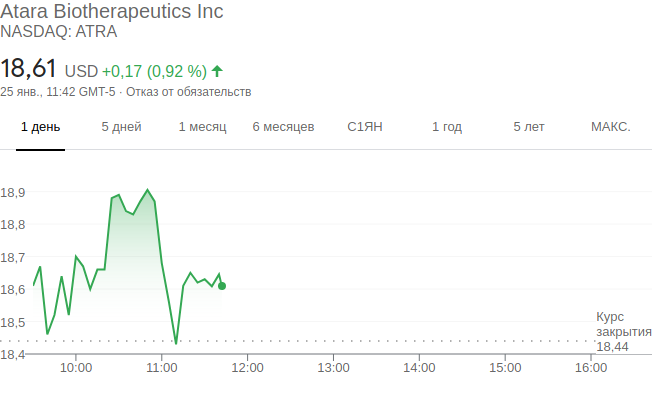 Atara Biotherapeutics Inc
NASDAQ: ATRA
18,61 USD +0,17 (0,92 %)
25 янв., 11:42 GMT-5 · Отказ от обязательств
1 день 5 дней 1 месяц 6 месяцев С1ЯН 1 год 5 лет МАКС.
18,9
18,8
18,7
18,6
18,5
18,4
Курс
закрытия
18,44
10:00 11:00 12:00 13:00 14:00 15:00 16:00